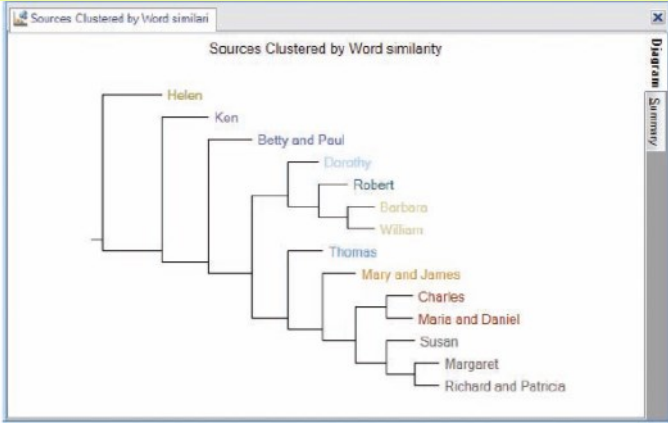 Sources Clustered by Word similari
Sources Clustered by Word similarity
Diagram
Summary
Helen
Ken
Betty and Paul
Dorothy
Robert
Barbara
William
Thomas
Mary and James
Charles
Maria and Daniel
Susan
Margaret
Richard and Patricia